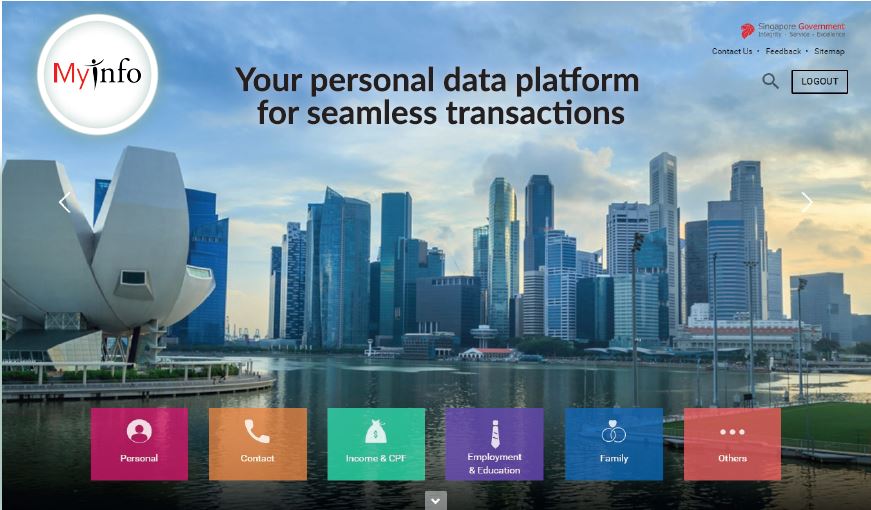 MyInfo
Singapore Government
Integrity · Service · Excellence
Contact Us • Feedback • Sitemap
LOGOUT
Your personal data platform
for seamless transactions
Personal
Contact
Income & CPF
Employment
& Education
Family
Others